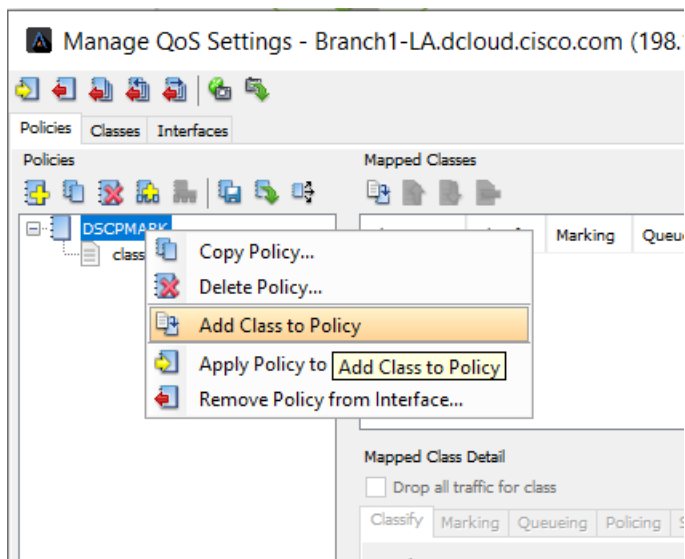 Manage QoS Settings - Branch1-LA.dcloud.cisco.com (198.
Policies Classes Interfaces
Policies
Mapped Classes
DSCPMARK
class
Marking
Copy Policy...
Delete Policy...
Add Class to Policy
Apply Policy to
Add Class to Policy
Remove Policy from Interface...
Mapped Class Detail
Drop all traffic for class
Classify Marking Queueing Policing